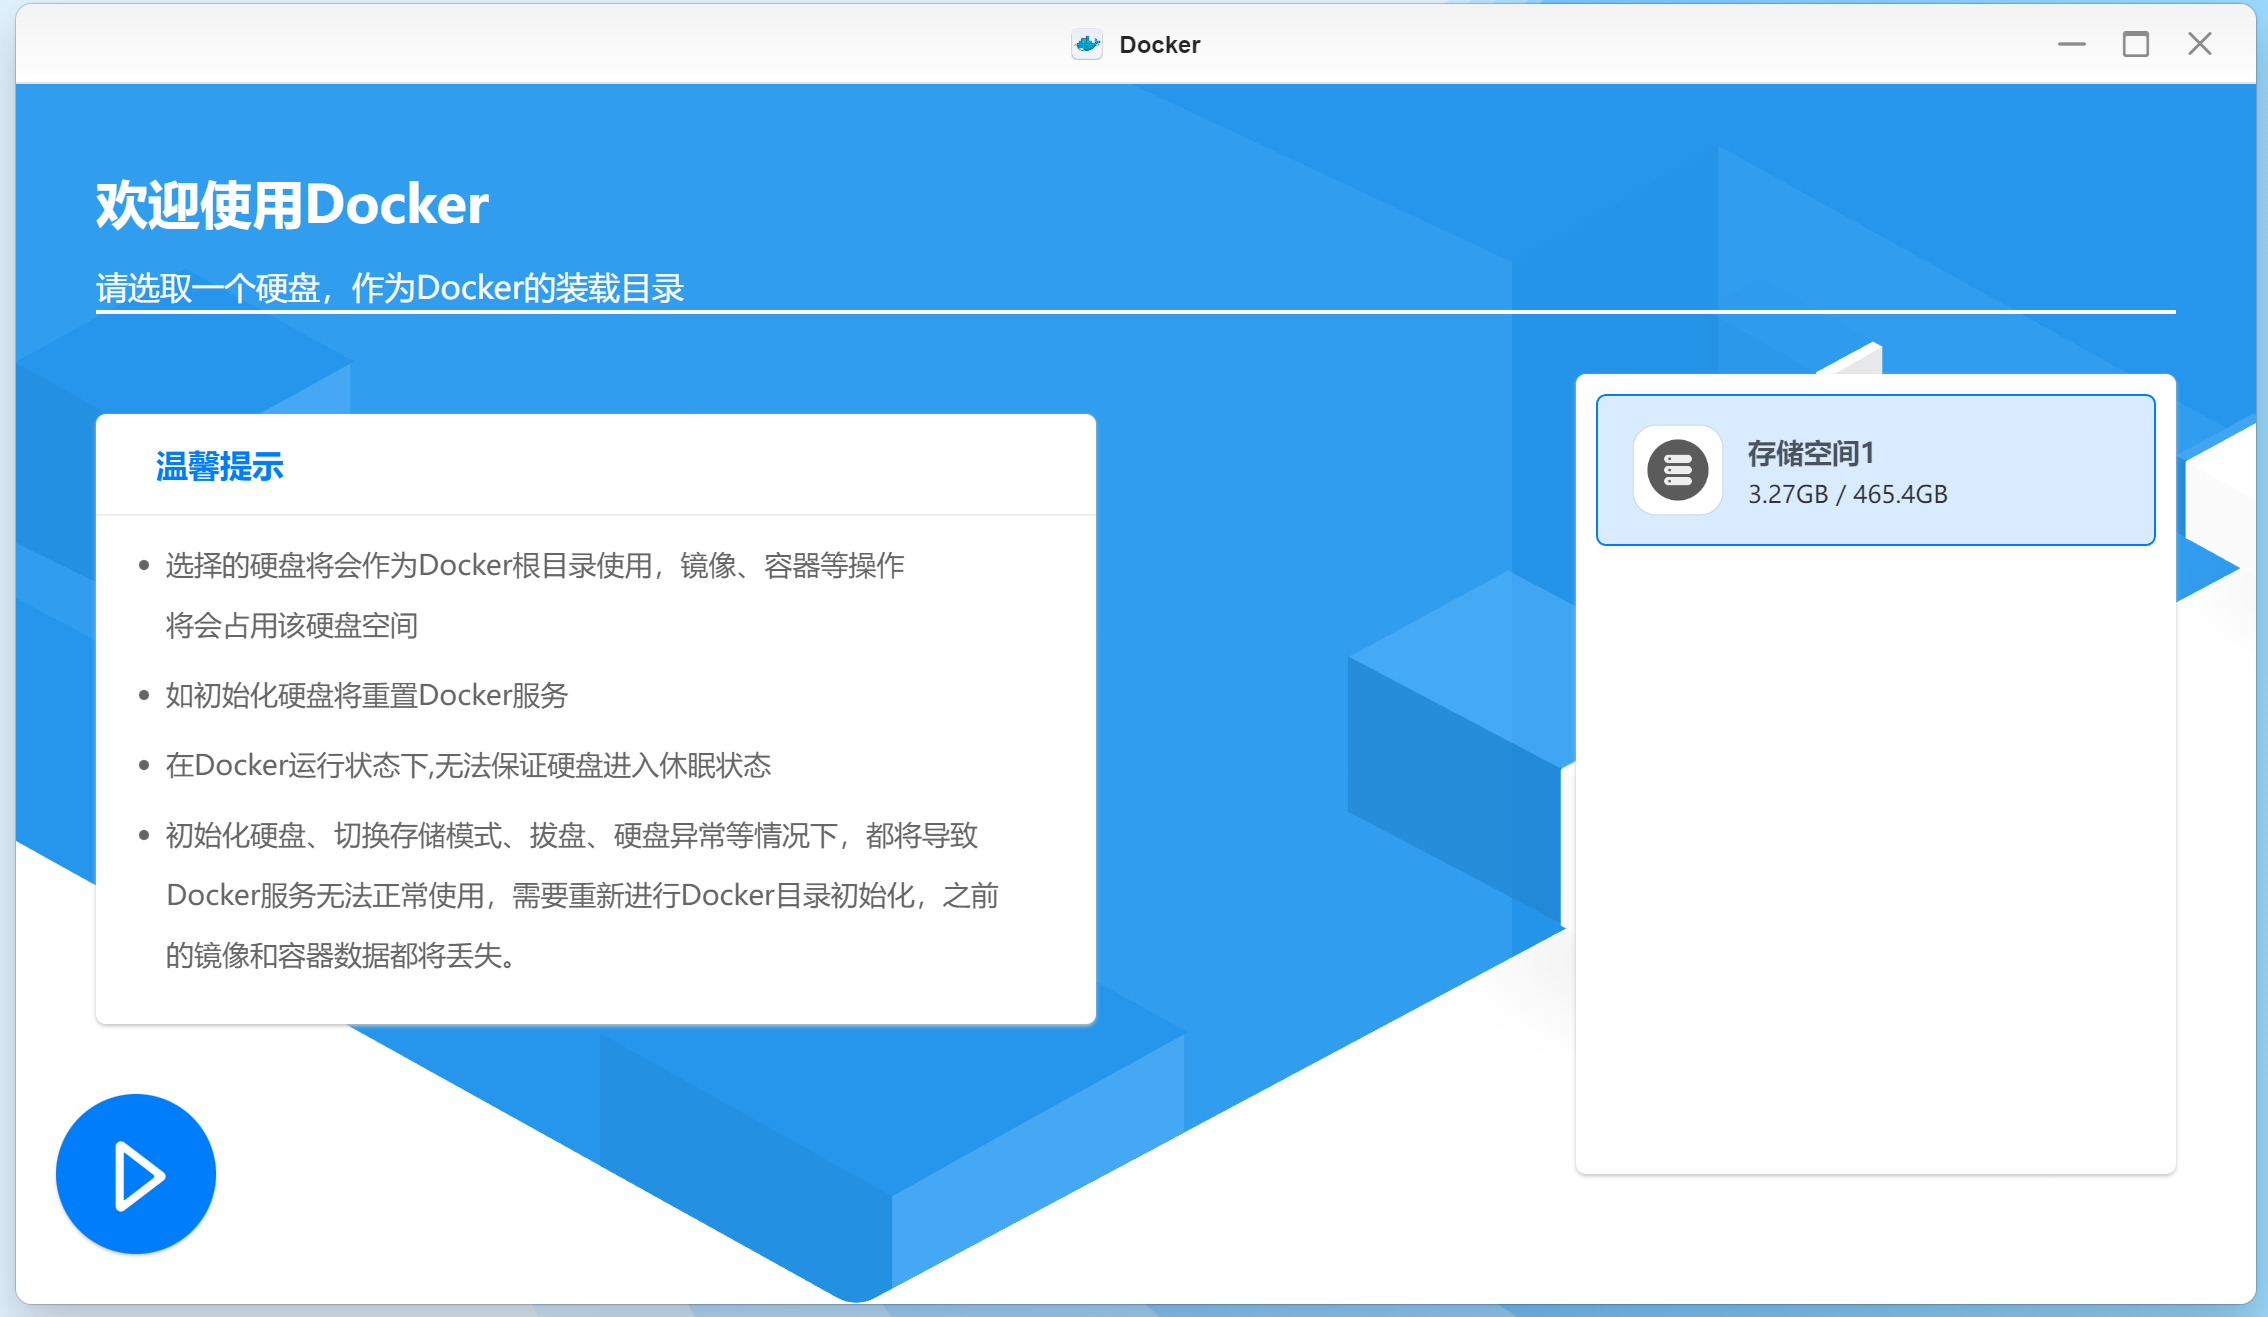 Docker
欢迎使用Docker
请选取一个硬盘，作为Docker的装载目录
温馨提示
选择的硬盘将会作为Docker根目录使用，镜像、容器等操作
将会占用该硬盘空间
如初始化硬盘将重置Docker服务
在Docker运行状态下,无法保证硬盘进入休眠状态
初始化硬盘、切换存储模式、拔盘、硬盘异常等情况下，都将导致
Docker服务无法正常使用，需要重新进行Docker目录初始化，之前
的镜像和容器数据都将丢失。
存储空间1
3.27GB / 465.4GB